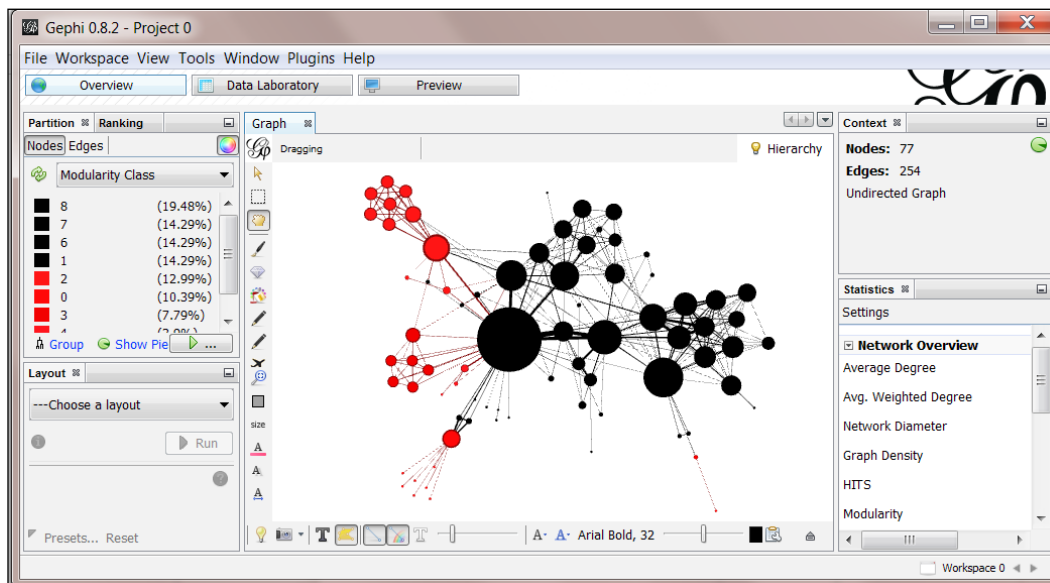 Gephi 0.8.2 - Project 0
File Workspace View Tools Window Plugins Help
Overview
Data Laboratory
Preview
Partition
Ranking
Nodes Edges
Modularity Class
8 (19.48%)
7 (14.29%)
6 (14.29%)
1 (14.29%)
2 (12.99%)
0 (10.39%)
3 (7.79%)
Group Show Pie ...
Layout
---Choose a layout
Run
Presets... Reset
Graph
Dragging
Hierarchy
size
A
A
A
T T A- A- Arial Bold, 32
Context
Nodes: 77
Edges: 254
Undirected Graph
Statistics
Settings
Network Overview
Average Degree
Avg. Weighted Degree
Network Diameter
Graph Density
HITS
Modularity
Workspace 0